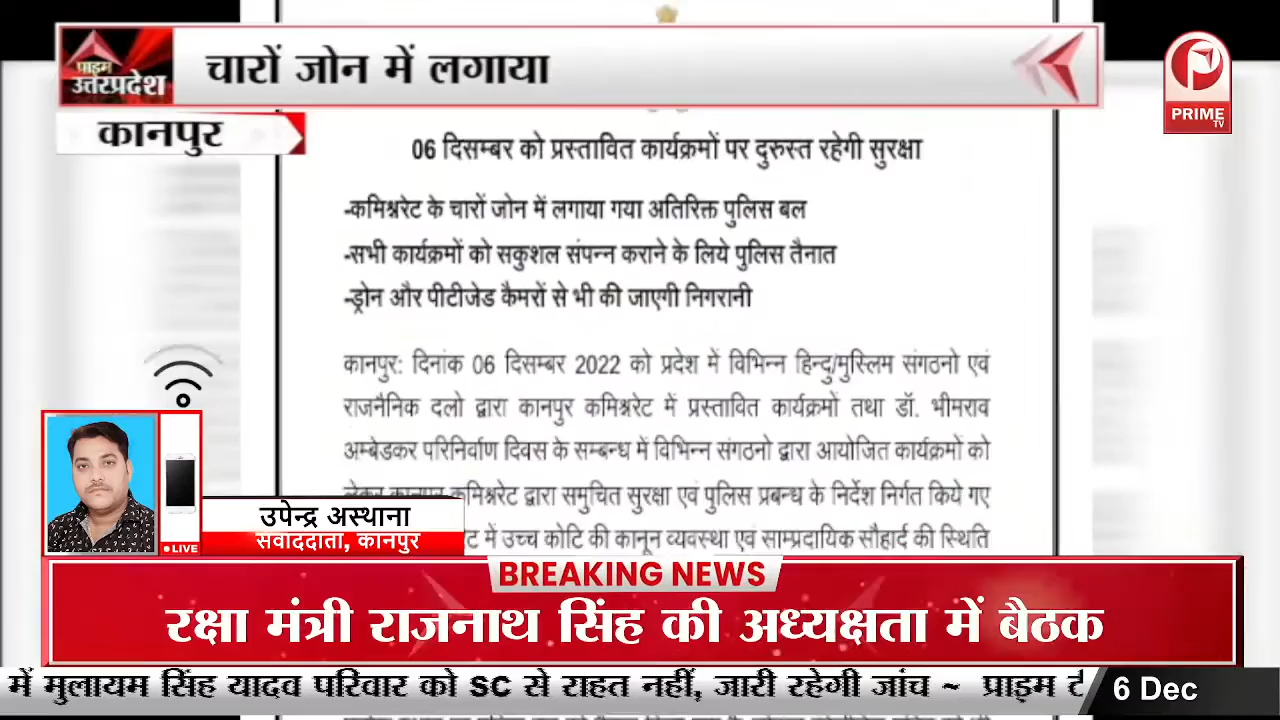 प्राइम
उत्तरप्रदेश
चारों जोन में लगाया
PRIME
TV
कानपुर
06 दिसम्बर को प्रस्तावित कार्यक्रमों पर दुरुस्त रहेगी सुरक्षा
-कमिश्नरेट के चारों जोन में लगाया गया अतिरिक्त पुलिस बल
-सभी कार्यक्रमों को सकुशल संपन्न कराने के लिये पुलिस तैनात
-ड्रोन और पीटीजेड कैमरों से भी की जाएगी निगरानी
कानपुर: दिनांक 06 दिसम्बर 2022 को प्रदेश में विभिन्न हिन्दु/मुस्लिम संगठनो एवं
राजनैनिक दलो द्वारा कानपुर कमिश्नरेट में प्रस्तावित कार्यक्रमों तथा डॉ. भीमराव
अम्बेडकर परिनिर्वाण दिवस के सम्बन्ध में विभिन्न संगठनो द्वारा आयोजित कार्यक्रमों को
लेकर कानपुर कमिश्नरेट द्वारा समुचित सुरक्षा एवं पुलिस प्रबन्ध के निर्देश निर्गत किये गए
में उच्च कोटि की कानून व्यवस्था एवं साम्प्रदायिक सौहार्द की स्थिति
उपेन्द्र अस्थाना
संवाददाता, कानपुर
LIVE
BREAKING NEWS
रक्षा मंत्री राजनाथ सिंह की अध्यक्षता में बैठक
में मुलायम सिंह यादव परिवार को SC से राहत नहीं, जारी रहेगी जांच ~ प्राइम
6 Dec